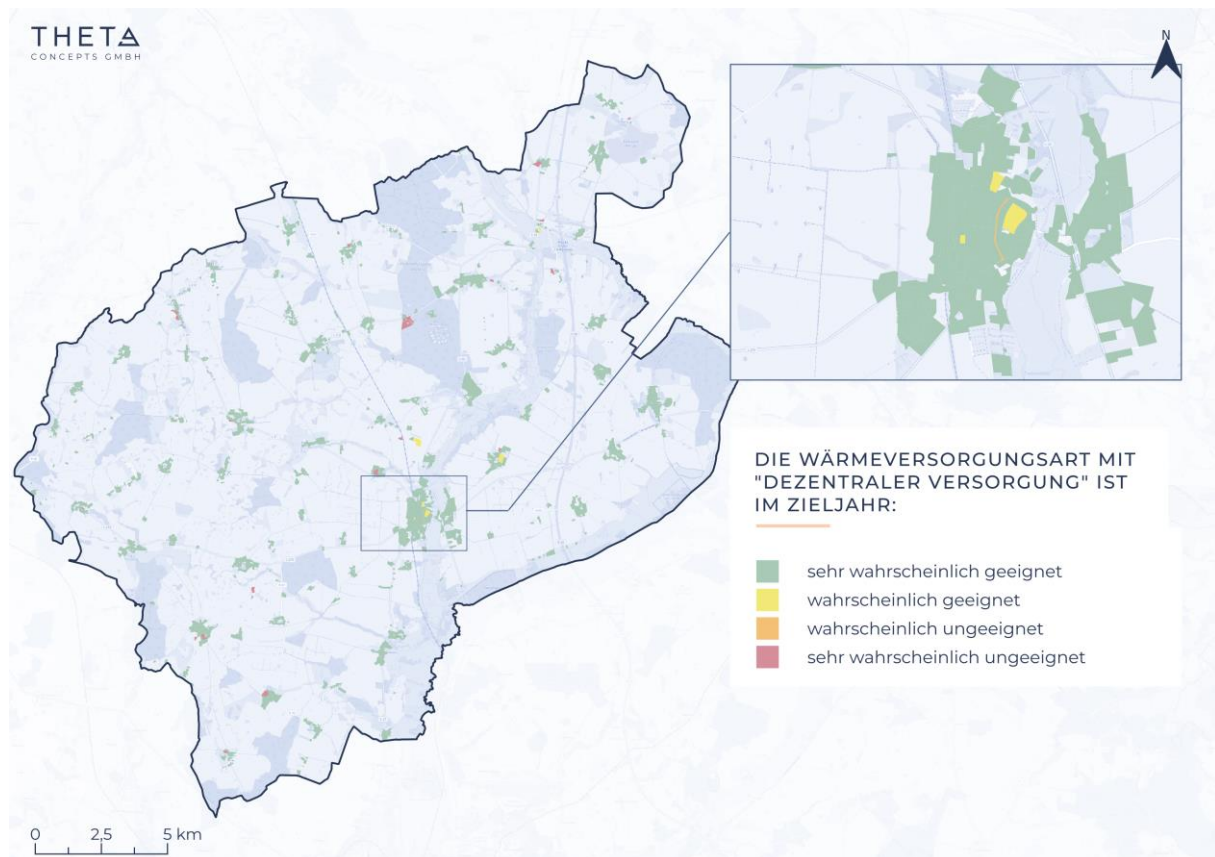 THETA
CONCEPTS GMBH
N
DIE WÄRMEVERSORGUNGSART MIT
"DEZENTRALER VERSORGUNG" IST
IM ZIELJAHR:
sehr wahrscheinlich geeignet
wahrscheinlich geeignet
wahrscheinlich ungeeignet
sehr wahrscheinlich ungeeignet
0 2,5 5 km